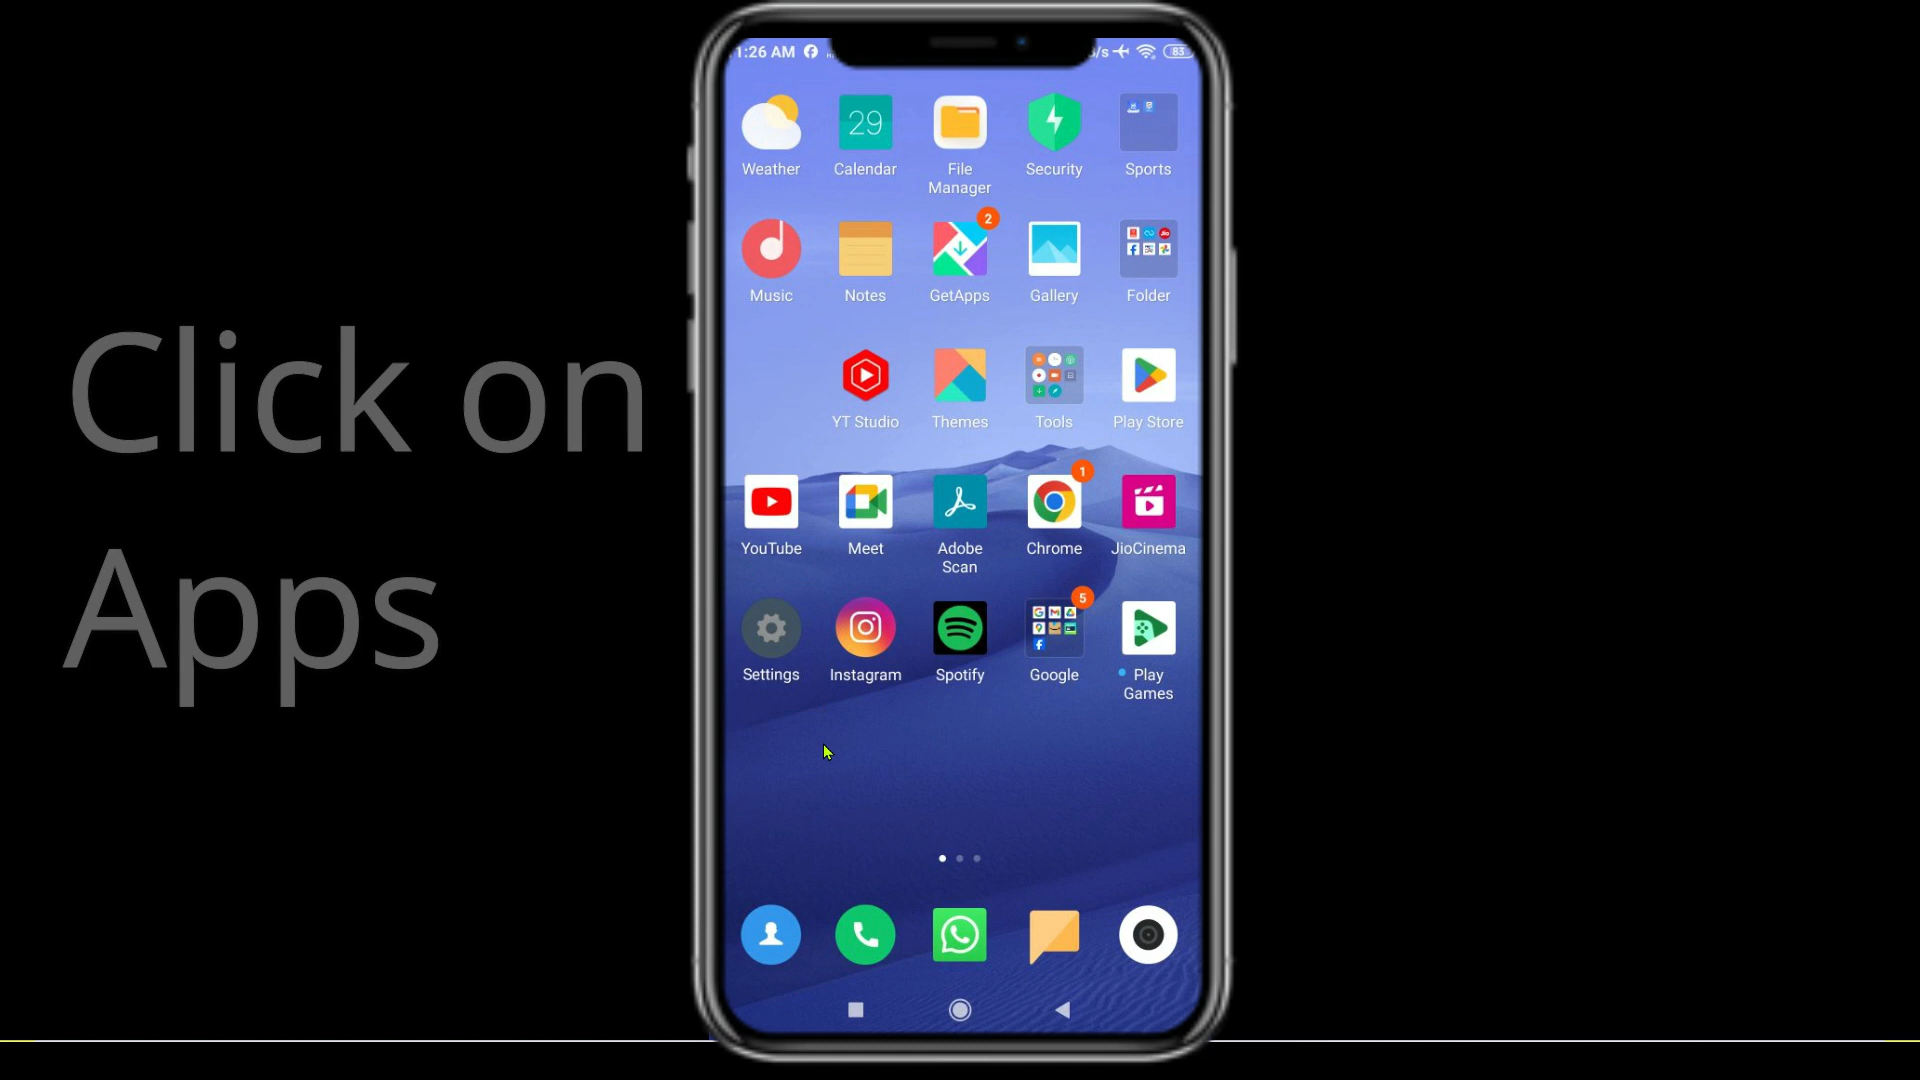 Click on
Apps
1:26 AM
/s
83
Weather
Calendar
29
File
Manager
Security
Sports
Music
Notes
GetApps
2
Gallery
Folder
YT Studio
Themes
Tools
Play Store
YouTube
Meet
Adobe
Scan
Chrome
1
JioCinema
Settings
Instagram
Spotify
Google
5
Play
Games